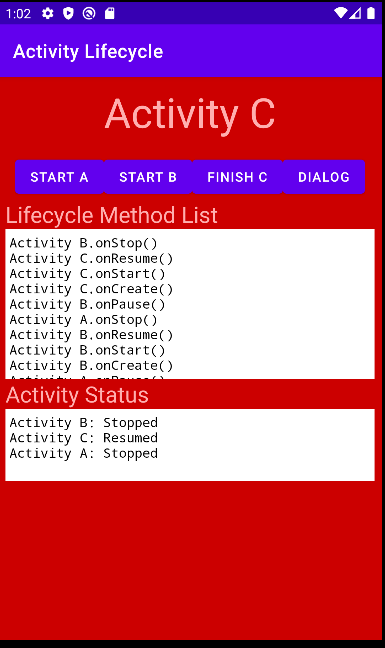 1:02
Activity Lifecycle
Activity C
START A START B FINISH C DIALOG
Lifecycle Method List
Activity B.onStop()
Activity C.onResume()
Activity C.onStart()
Activity C.onCreate()
Activity B.onPause()
Activity A.onStop()
Activity B.onResume()
Activity B.onStart()
Activity B.onCreate()
Activity A.onPause()
Activity Status
Activity B: Stopped
Activity C: Resumed
Activity A: Stopped